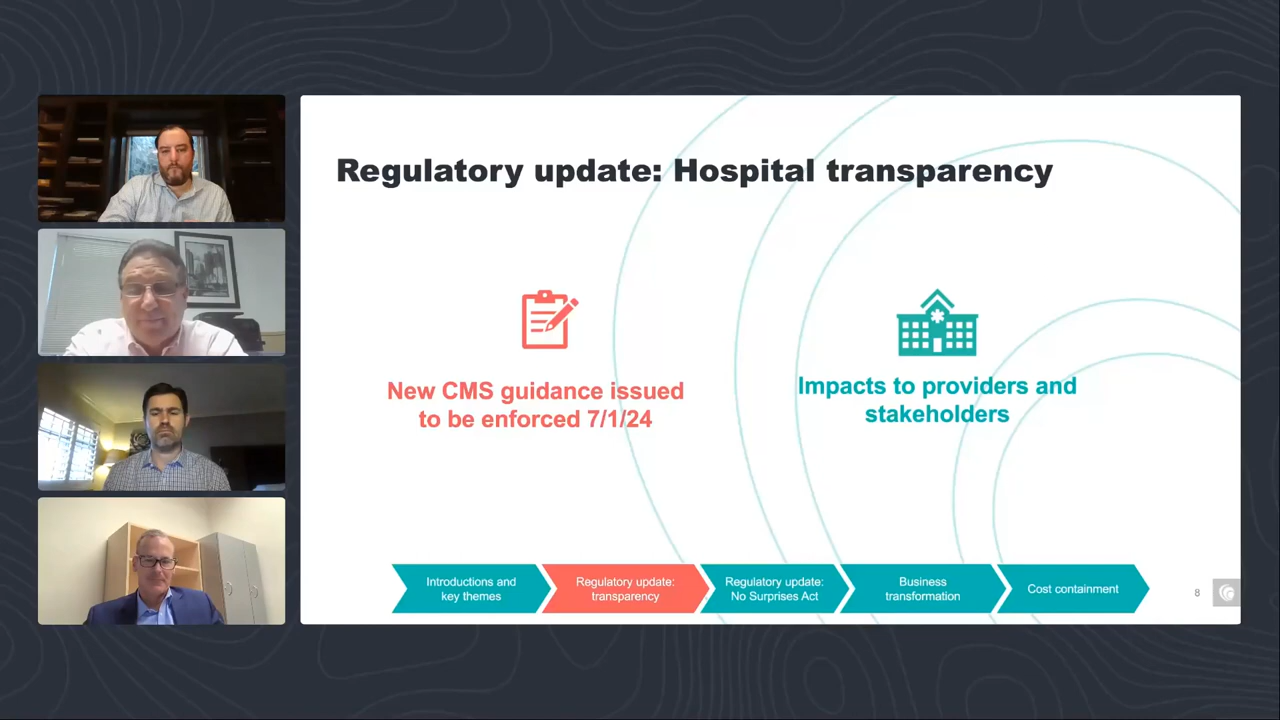 Regulatory update: Hospital transparency
New CMS guidance issued
to be enforced 7/1/24
Impacts to providers and
stakeholders
Introductions and
key themes
Regulatory update:
transparency
Regulatory update:
No Surprises Act
Business
transformation
Cost containment
8